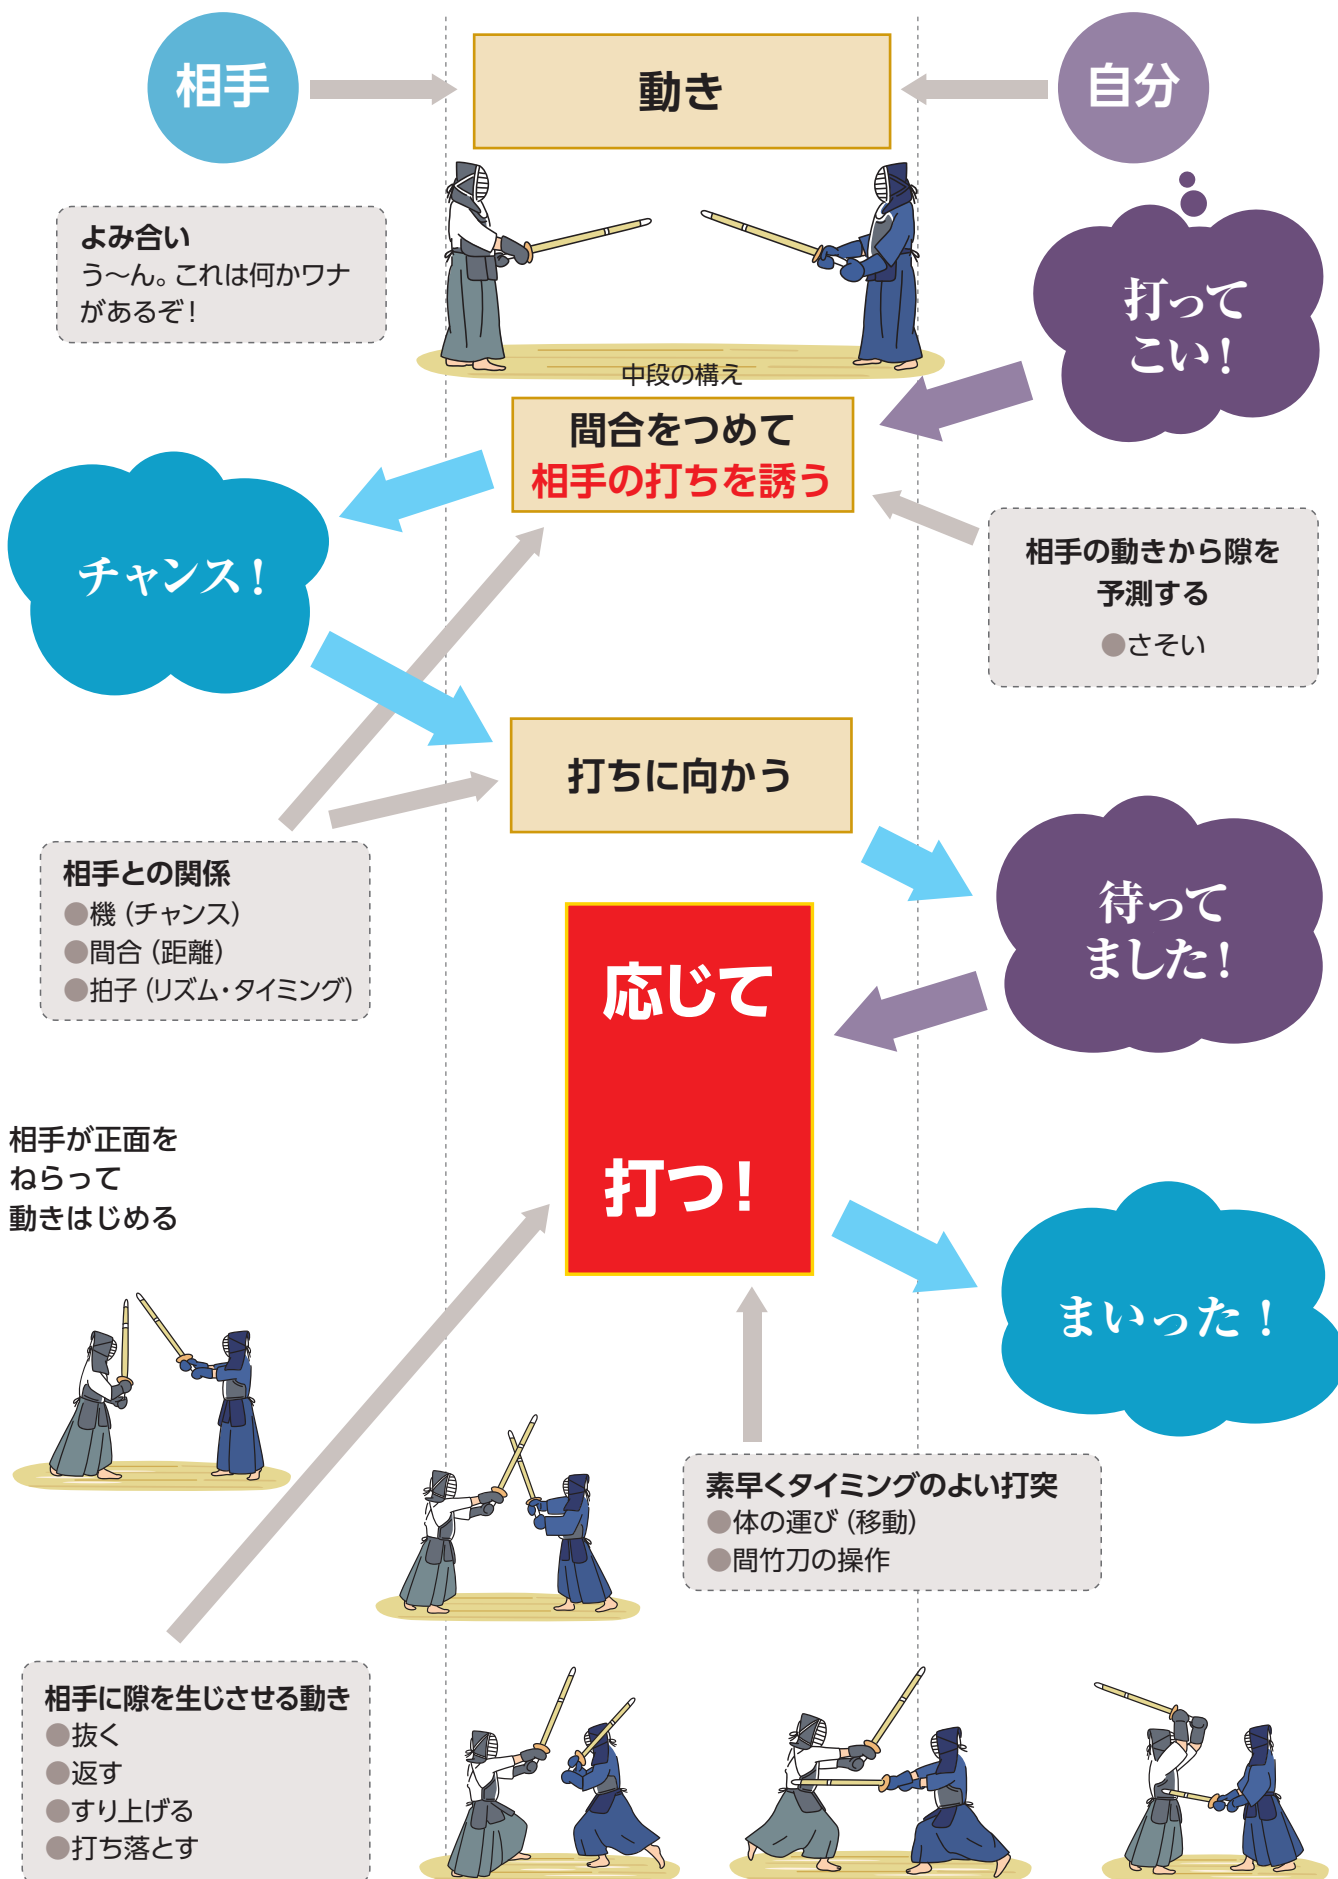 相手
動き
自分
よみ合い
う〜ん。これは何かワナ
があるぞ!
打って
こい!
中段の構え
間合をつめて
相手の打ちを誘う
チャンス!
相手の動きから隙を
予測する
●さそい
打ちに向かう
相手との関係
●機(チャンス)
●間合(距離)
●拍子(リズム・タイミング)
待って
ました!
応じて
打つ!
相手が正面を
ねらって
動きはじめる
まいった!
素早くタイミングのよい打突
●体の運び(移動)
●間竹刀の操作
相手に隙を生じさせる動き
●抜く
●返す
●すり上げる
●打ち落とす